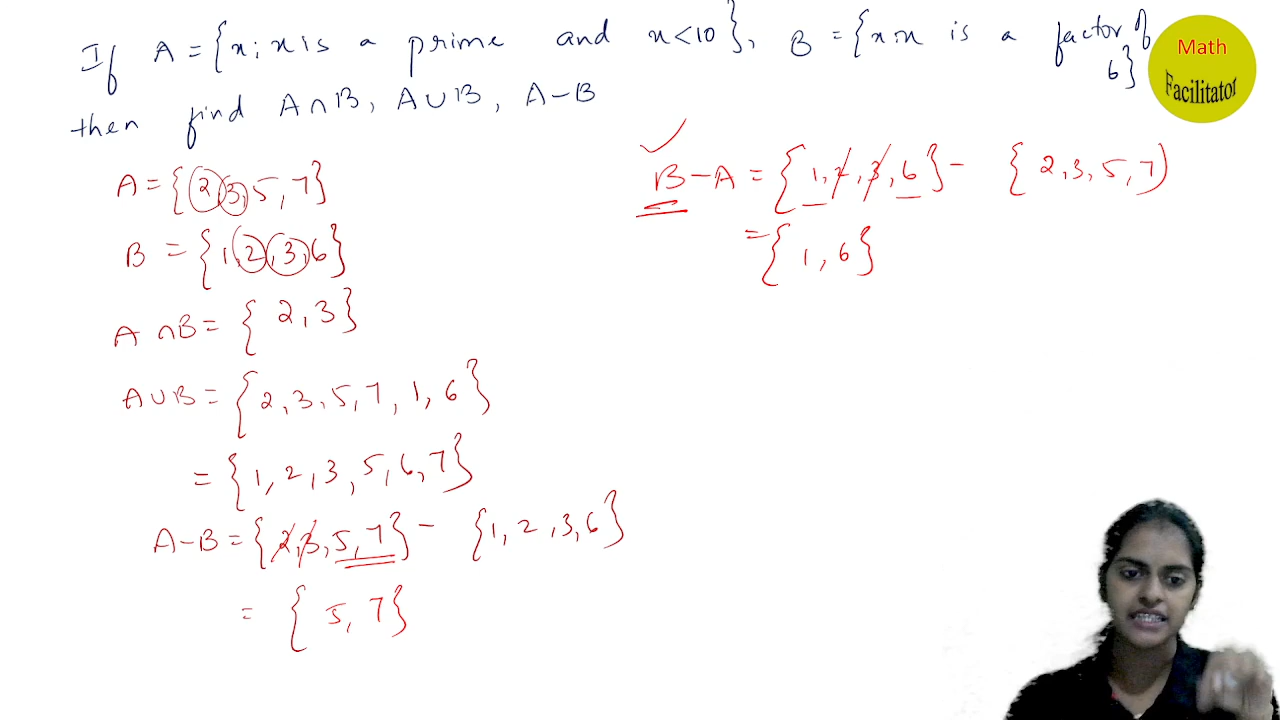 If A = {x; x is a prime and x<10}, B = {x:x is a factor of 6}
then find A∩B, A∪B, A-B
Math
Facilitator
A = {2,3,5,7}
B = {1,2,3,6}
A ∩B = {2,3}
A∪B = {2,3,5,7,1,6}
= {1,2,3,5,6,7}
A-B = {2,3,5,7} - {1,2,3,6}
= {5,7}
B-A = {1,2,3,6} - {2,3,5,7)
= {1,6}